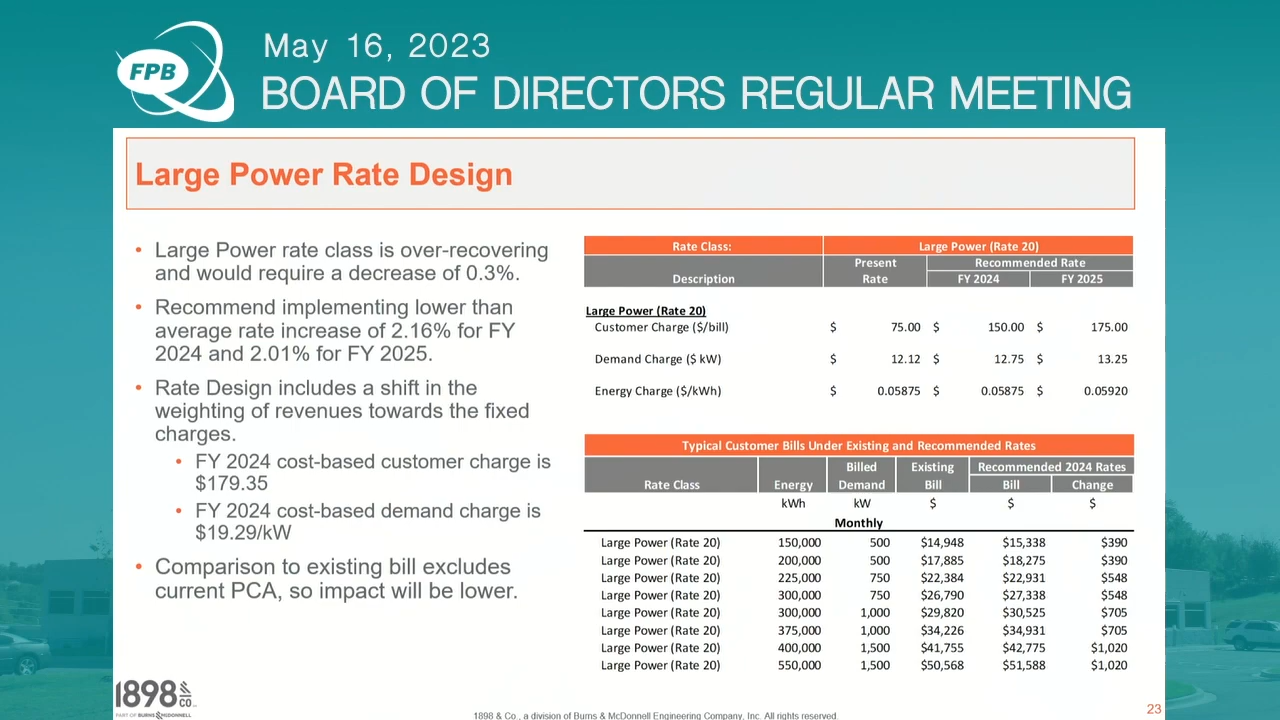 FPB
May 16, 2023
BOARD OF DIRECTORS REGULAR MEETING
Large Power Rate Design
• Large Power rate class is over-recovering
and would require a decrease of 0.3%.
• Recommend implementing lower than
average rate increase of 2.16% for FY
2024 and 2.01% for FY 2025.
• Rate Design includes a shift in the
weighting of revenues towards the fixed
charges.
• FY 2024 cost-based customer charge is
$179.35
• FY 2024 cost-based demand charge is
$19.29/kW
• Comparison to existing bill excludes
current PCA, so impact will be lower.
Rate Class: Large Power (Rate 20)
Present Recommended Rate
Description Rate FY 2024 FY 2025
Large Power (Rate 20)
Customer Charge ($/bill) $ 75.00 $ 150.00 $ 175.00
Demand Charge ($ kW) $ 12.12 $ 12.75 $ 13.25
Energy Charge ($/kWh) $ 0.05875 $ 0.05875 $ 0.05920
Typical Customer Bills Under Existing and Recommended Rates
Billed Existing Recommended 2024 Rates
Rate Class Energy Demand Bill Bill Change
kWh kW $ $ $
Monthly
Large Power (Rate 20) 150,000 500 $14,948 $15,338 $390
Large Power (Rate 20) 200,000 500 $17,885 $18,275 $390
Large Power (Rate 20) 225,000 750 $22,384 $22,931 $548
Large Power (Rate 20) 300,000 750 $26,790 $27,338 $548
Large Power (Rate 20) 300,000 1,000 $29,820 $30,525 $705
Large Power (Rate 20) 375,000 1,000 $34,226 $34,931 $705
Large Power (Rate 20) 400,000 1,500 $41,755 $42,775 $1,020
Large Power (Rate 20) 550,000 1,500 $50,568 $51,588 $1,020
1898 & CO
PART OF BURNS & McDONNELL
1898 & Co., a division of Burns & McDonnell Engineering Company, Inc. All rights reserved.
23